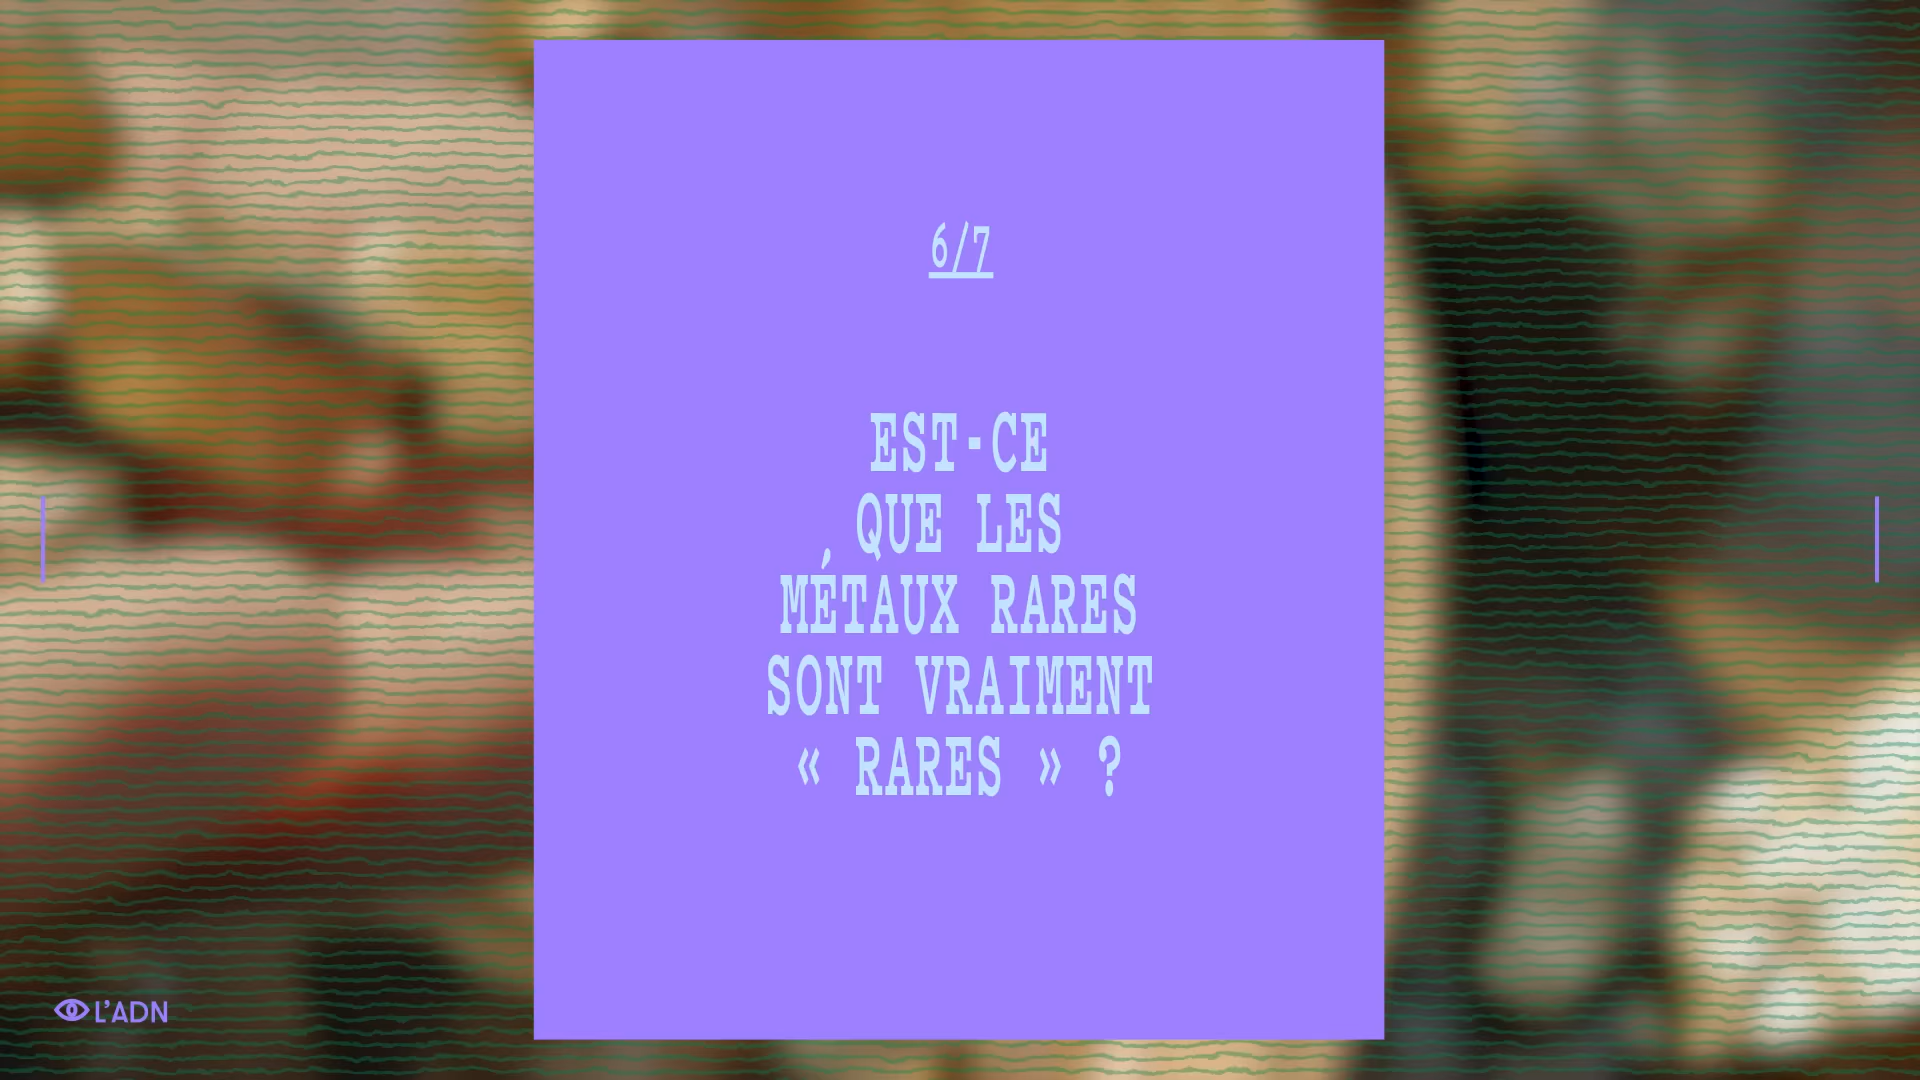 6/7
EST-CE
QUE LES
MÉTAUX RARES
SONT VRAIMENT
« RARES » ?
L'ADN